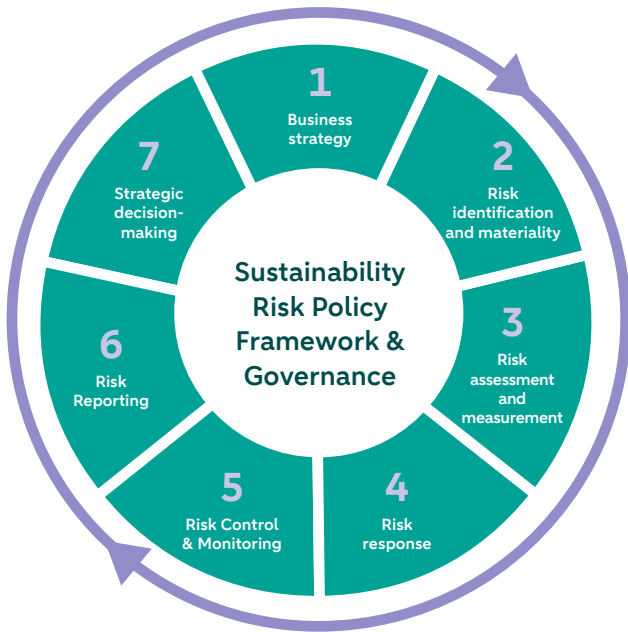 1
Business
strategy
2
Risk
identification
and materiality
3
Risk
assessment
and
measurement
4
Risk
response
5
Risk Control
& Monitoring
6
Risk
Reporting
7
Strategic
decision-
making
Sustainability
Risk Policy
Framework &
Governance